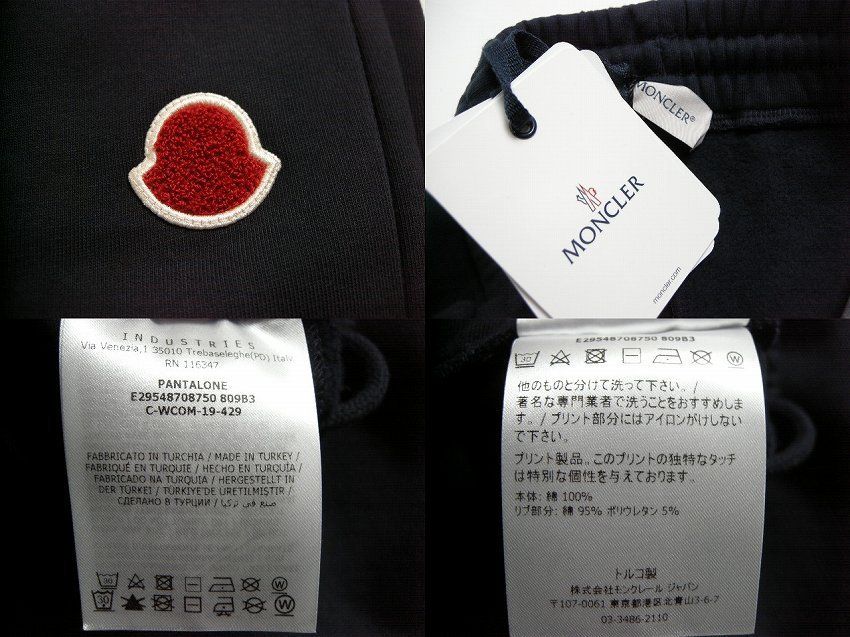 MONCLER®
MONCLER
moncler.com
INDUSTRIES
Via Venezia,1 35010 Trebaseleghe(PD) Italy
RN 116347
PANTALONE
E29548708750 809B3
C-WCOM-19-429
FABBRICATO IN TURCHIA / MADE IN TURKEY /
FABRIQUÉ EN TURQUIE / HECHO EN TURQUÍA /
FABRICADO NA TURQUIA / HERGESTELLT IN
DER TÜRKEI / TÜRKIYE'DE ÜRETILMIŞTIR /
СДЕЛАНО В ТУРЦИИ / صنع في تركيا
30
30
E29548708750 809B3
30
他のものと分けて洗って下さい。/
著名な専門業者で洗うことをおすすめしま
す。/ プリント部分にはアイロンがけしない
で下さい。
プリント製品。このプリントの独特なタッチ
は特別な個性を与えております。
本体: 綿 100%
リブ部分: 綿 95% ポリウレタン 5%
トルコ製
株式会社モンクレール ジャパン
〒107-0061 東京都港区北青山3-6-7
03-3486-2110